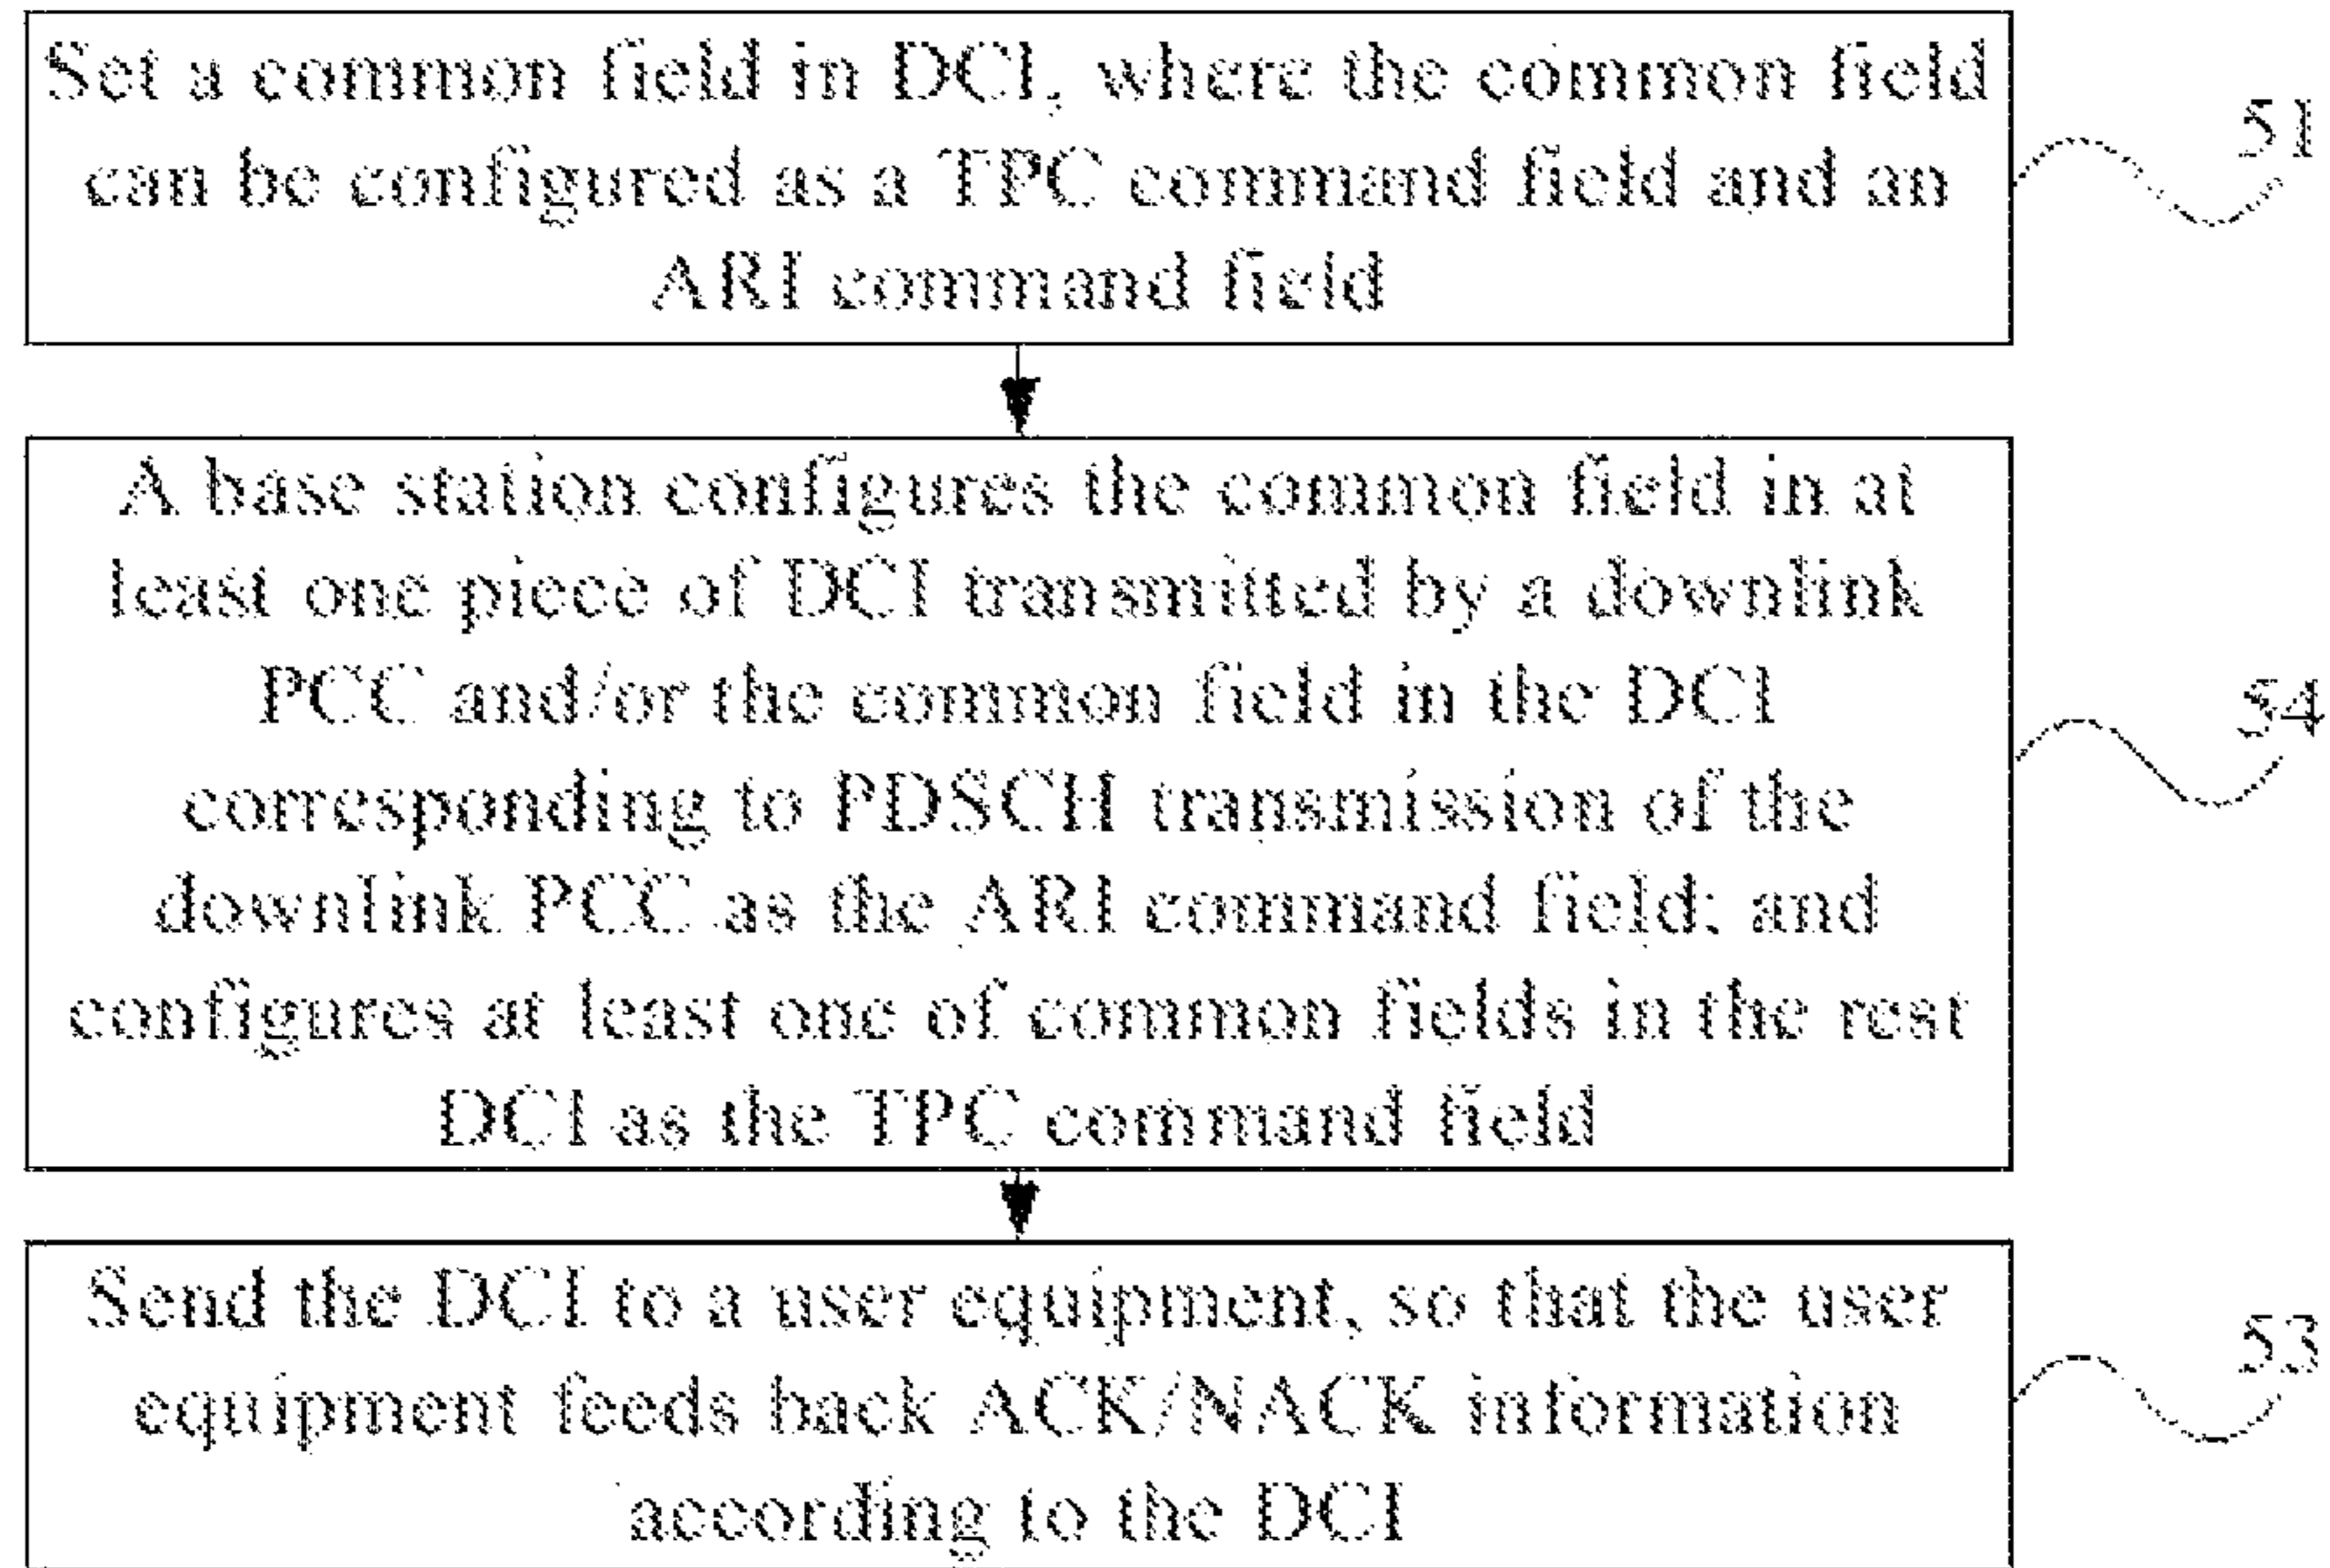 Set a common field in DCI, where the common field
can be configured as a TPC command field and an
ARI command field
51
A base station configures the common field in at
least one piece of DCI transmitted by a downlink
PCC and/or the common field in the DCI
corresponding to PDSCH transmission of the
downlink PCC as the ARI command field; and
configures at least one of common fields in the rest
DCI as the TPC command field
54
Send the DCI to a user equipment, so that the user
equipment feeds back ACK/NACK information
according to the DCI
53